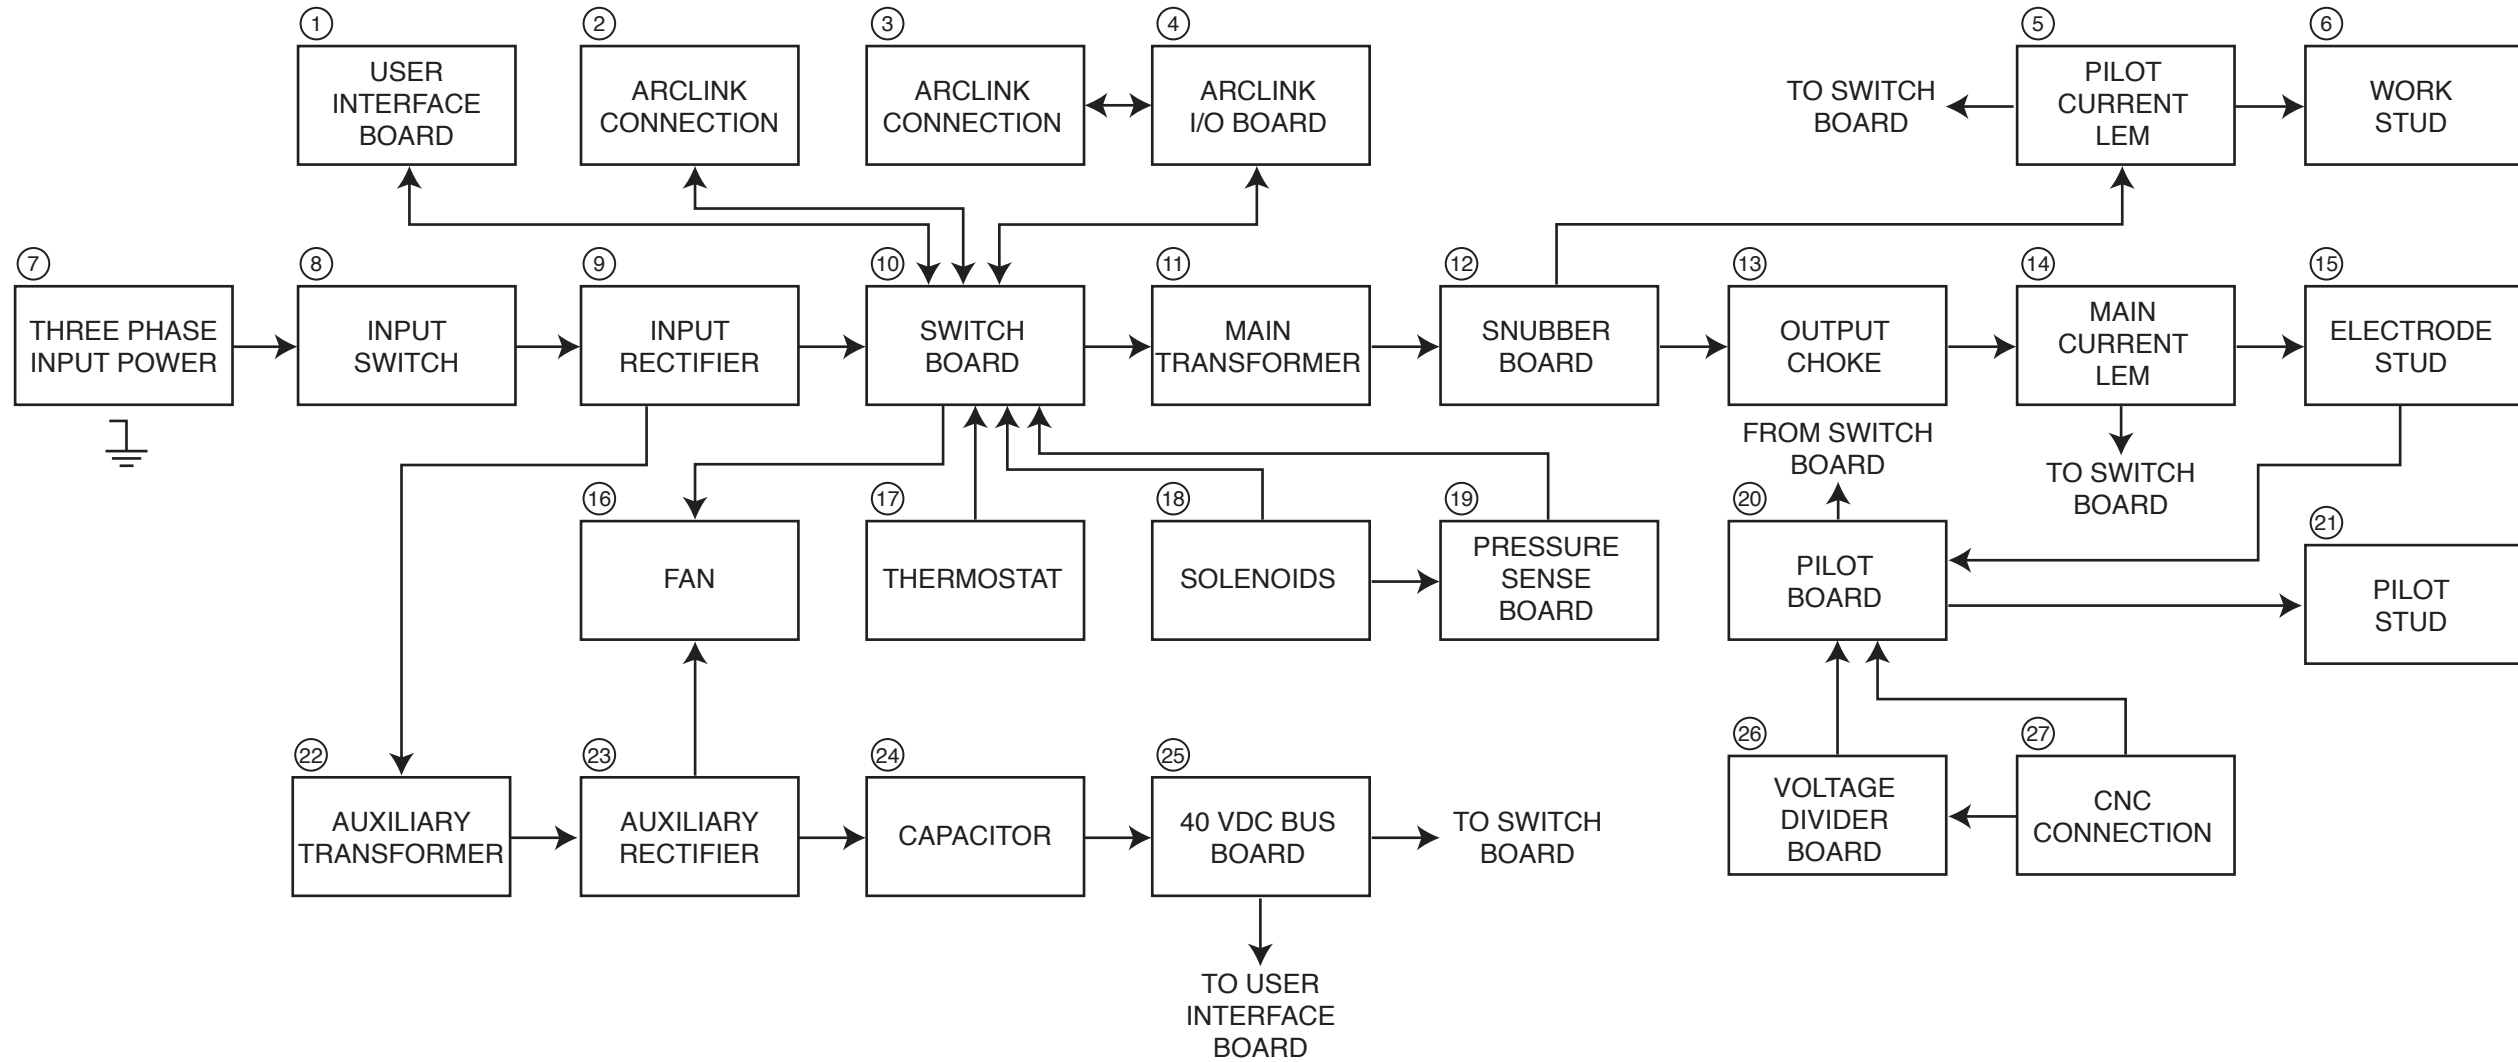 1
USER
INTERFACE
BOARD
2
ARCLINK
CONNECTION
3
ARCLINK
CONNECTION
4
ARCLINK
I/O BOARD
TO SWITCH
BOARD
5
PILOT
CURRENT
LEM
6
WORK
STUD
7
THREE PHASE
INPUT POWER
8
INPUT
SWITCH
9
INPUT
RECTIFIER
10
SWITCH
BOARD
11
MAIN
TRANSFORMER
12
SNUBBER
BOARD
13
OUTPUT
CHOKE
14
MAIN
CURRENT
LEM
15
ELECTRODE
STUD
FROM SWITCH
BOARD
TO SWITCH
BOARD
16
FAN
17
THERMOSTAT
18
SOLENOIDS
19
PRESSURE
SENSE
BOARD
20
PILOT
BOARD
21
PILOT
STUD
22
AUXILIARY
TRANSFORMER
23
AUXILIARY
RECTIFIER
24
CAPACITOR
25
40 VDC BUS
BOARD
TO SWITCH
BOARD
26
VOLTAGE
DIVIDER
BOARD
27
CNC
CONNECTION
TO USER
INTERFACE
BOARD